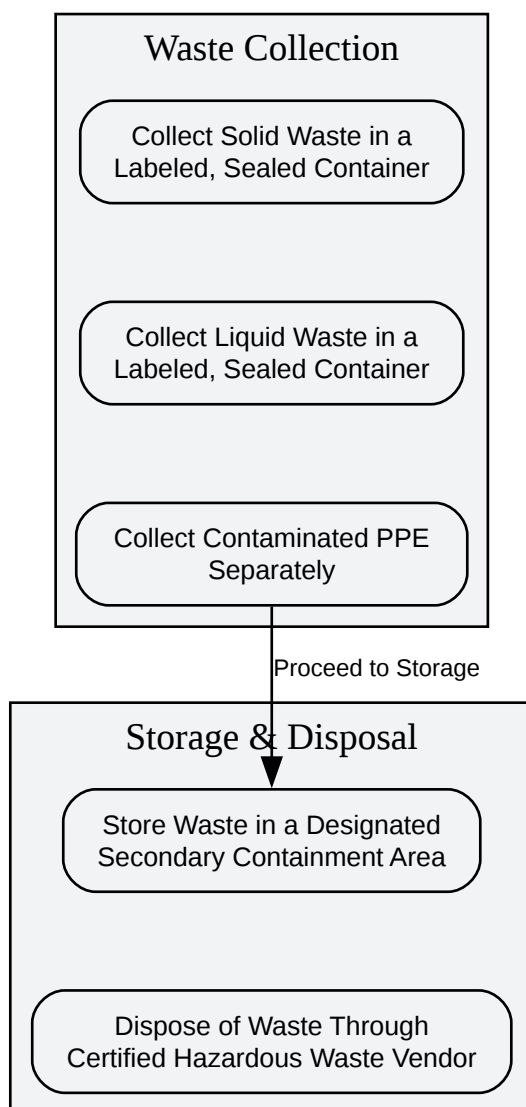 Waste Collection
Collect Solid Waste in a
Labeled, Sealed Container
Collect Liquid Waste in a
Labeled, Sealed Container
Collect Contaminated PPE
Separately
Proceed to Storage
Storage & Disposal
Store Waste in a Designated
Secondary Containment Area
Dispose of Waste Through
Certified Hazardous Waste Vendor